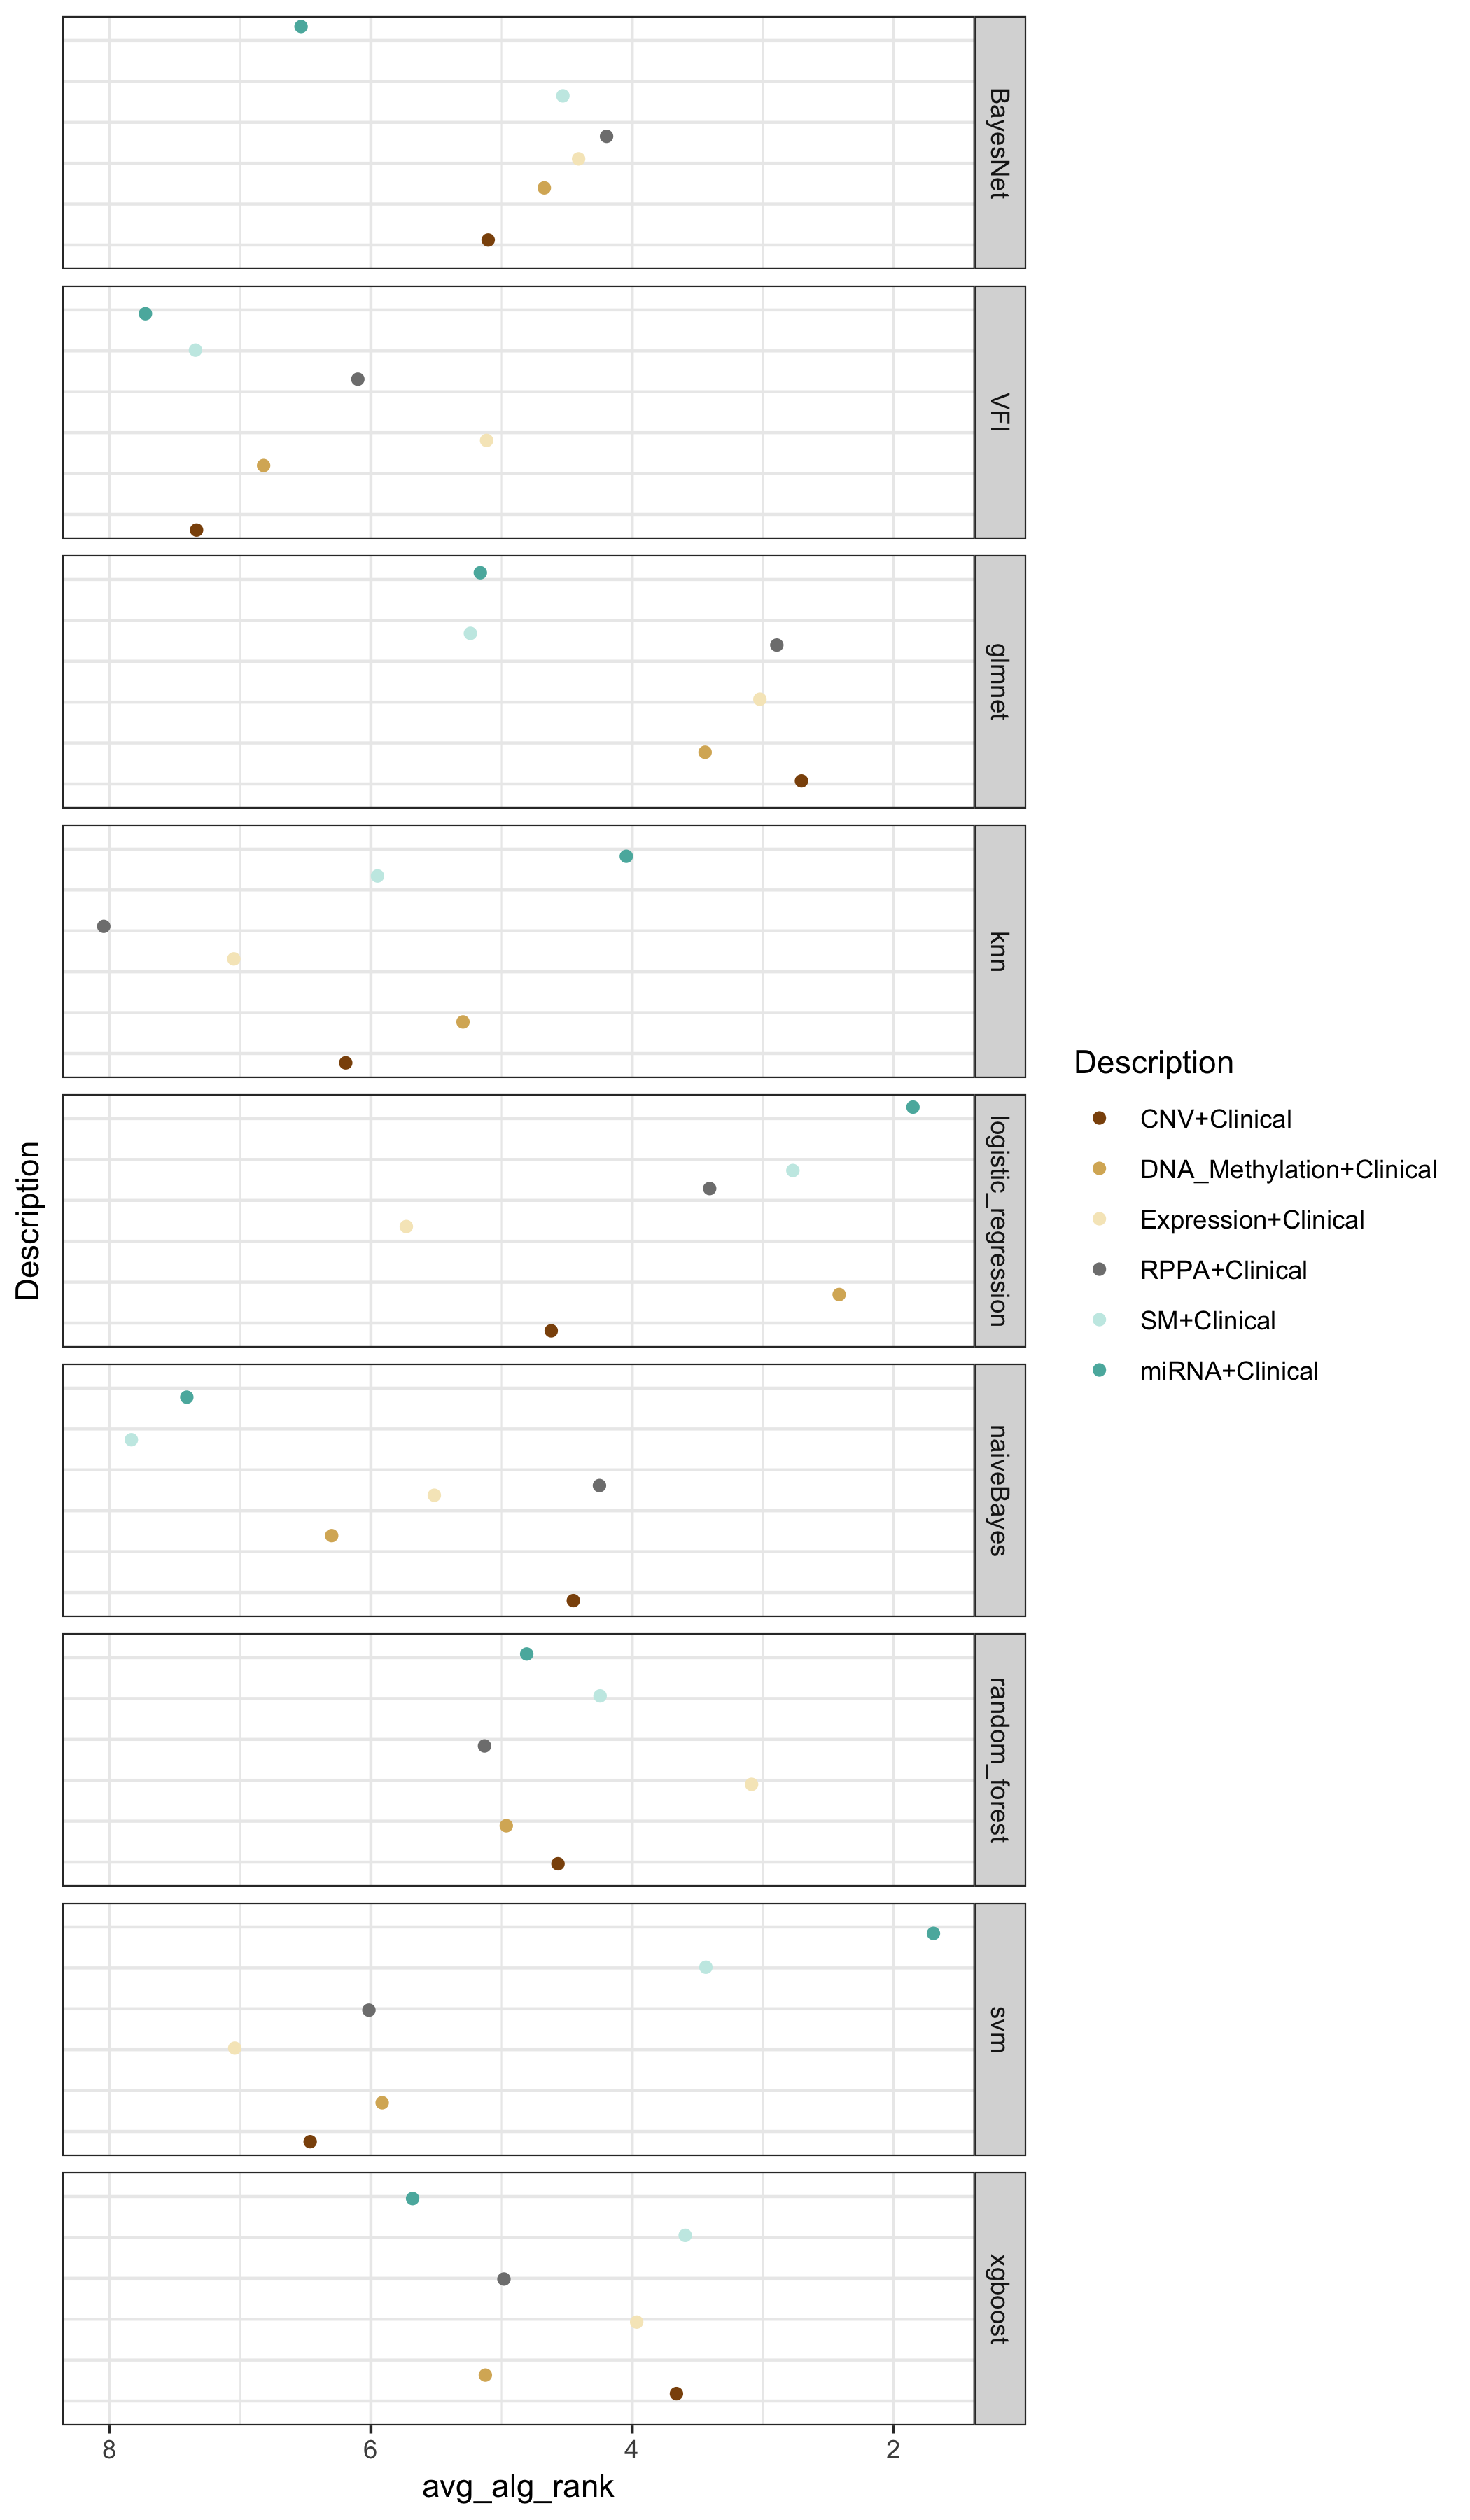 BayesNet
VFI
glmnet
knn
logistic_regression
naiveBayes
random_forest
svm
xgboost
Description
8 6 4 2
avg_alg_rank
Description
CNV+Clinical
DNA_Methylation+Clinical
Expression+Clinical
RPPA+Clinical
SM+Clinical
miRNA+Clinical